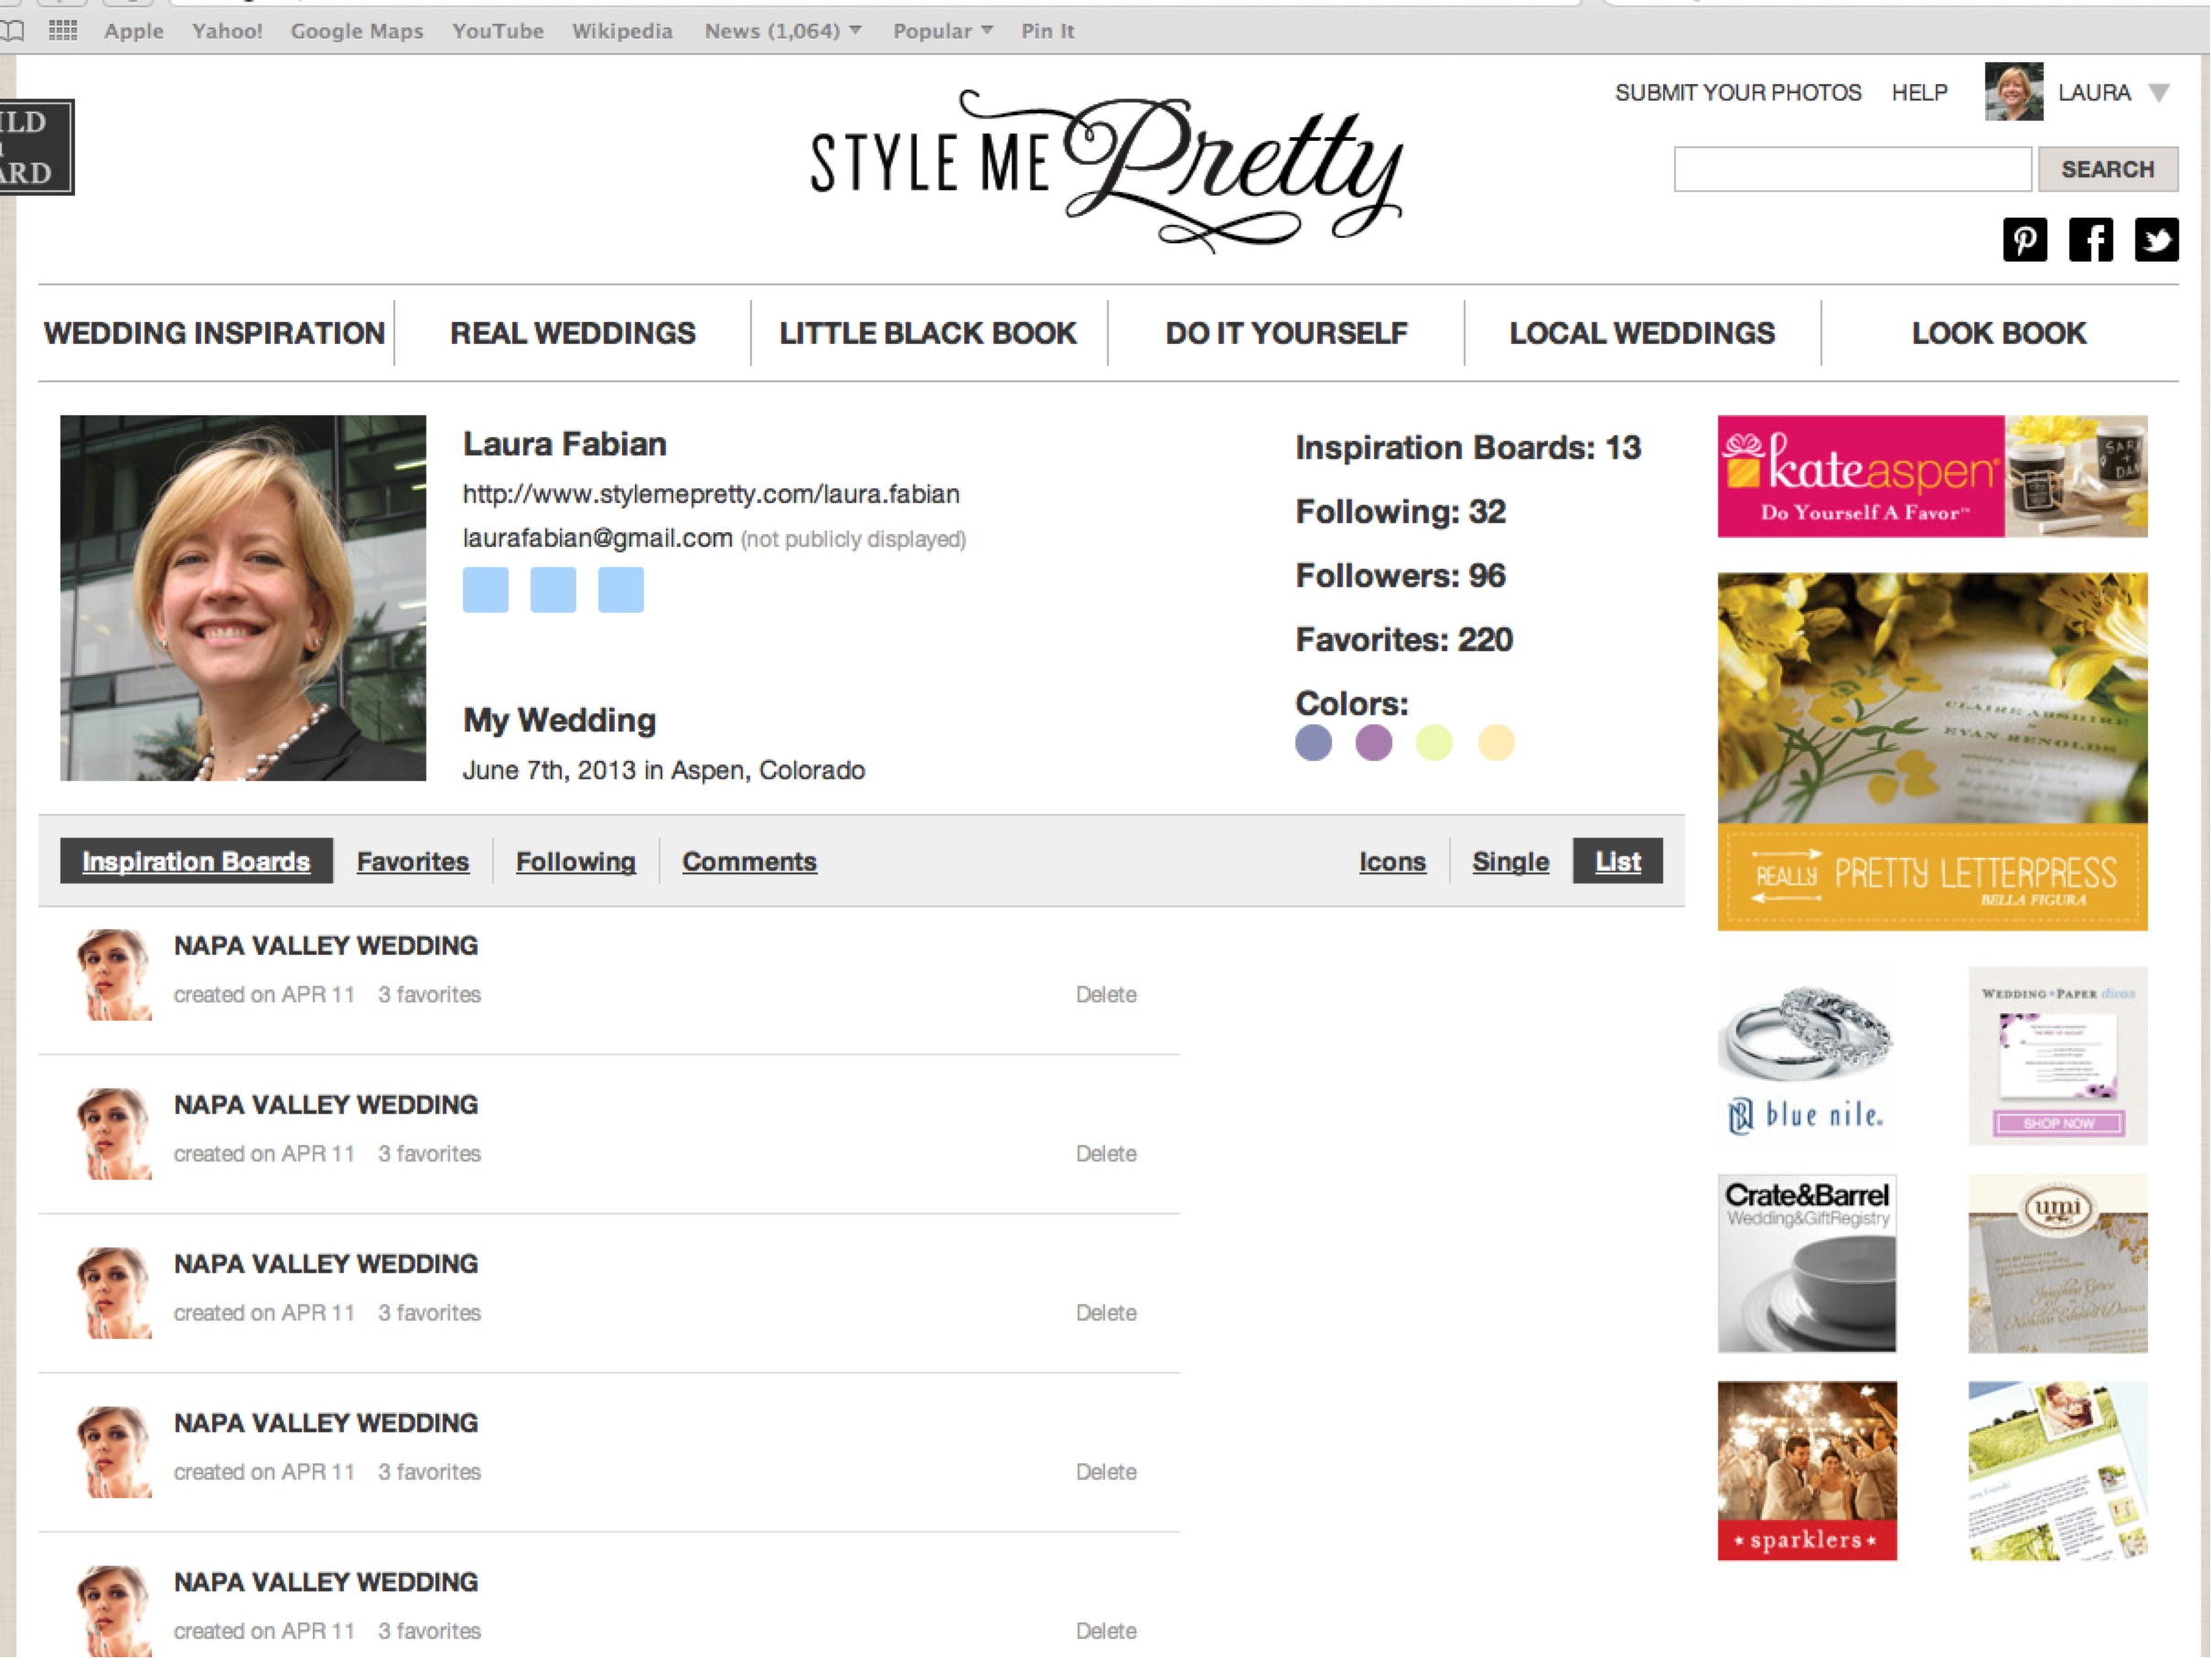 Apple Yahoo! Google Maps YouTube Wikipedia News (1,064) Popular Pin It
SUBMIT YOUR PHOTOS HELP LAURA
ILD
ARD
STYLE ME Pretty
SEARCH
WEDDING INSPIRATION REAL WEDDINGS LITTLE BLACK BOOK DO IT YOURSELF LOCAL WEDDINGS LOOK BOOK
Laura Fabian
http://www.stylemepretty.com/laura.fabian
laurafabian@gmail.com (not publicly displayed)
My Wedding
June 7th, 2013 in Aspen, Colorado
Inspiration Boards: 13
Following: 32
Followers: 96
Favorites: 220
Colors:
kateaspen®
Do Yourself A Favor™
SARA
+
DAN
CLAIRE ABSHIRE
EVAN RENOLDS
REALLY PRETTY LETTERPRESS
BELLA FIGURA
Inspiration Boards Favorites Following Comments Icons Single List
NAPA VALLEY WEDDING
created on APR 11 3 favorites Delete
NAPA VALLEY WEDDING
created on APR 11 3 favorites Delete
NAPA VALLEY WEDDING
created on APR 11 3 favorites Delete
NAPA VALLEY WEDDING
created on APR 11 3 favorites Delete
NAPA VALLEY WEDDING
created on APR 11 3 favorites Delete
blue nile.
WEDDING PAPER divas
SHOP NOW
Crate&Barrel
Wedding&GiftRegistry
umi
sparklers